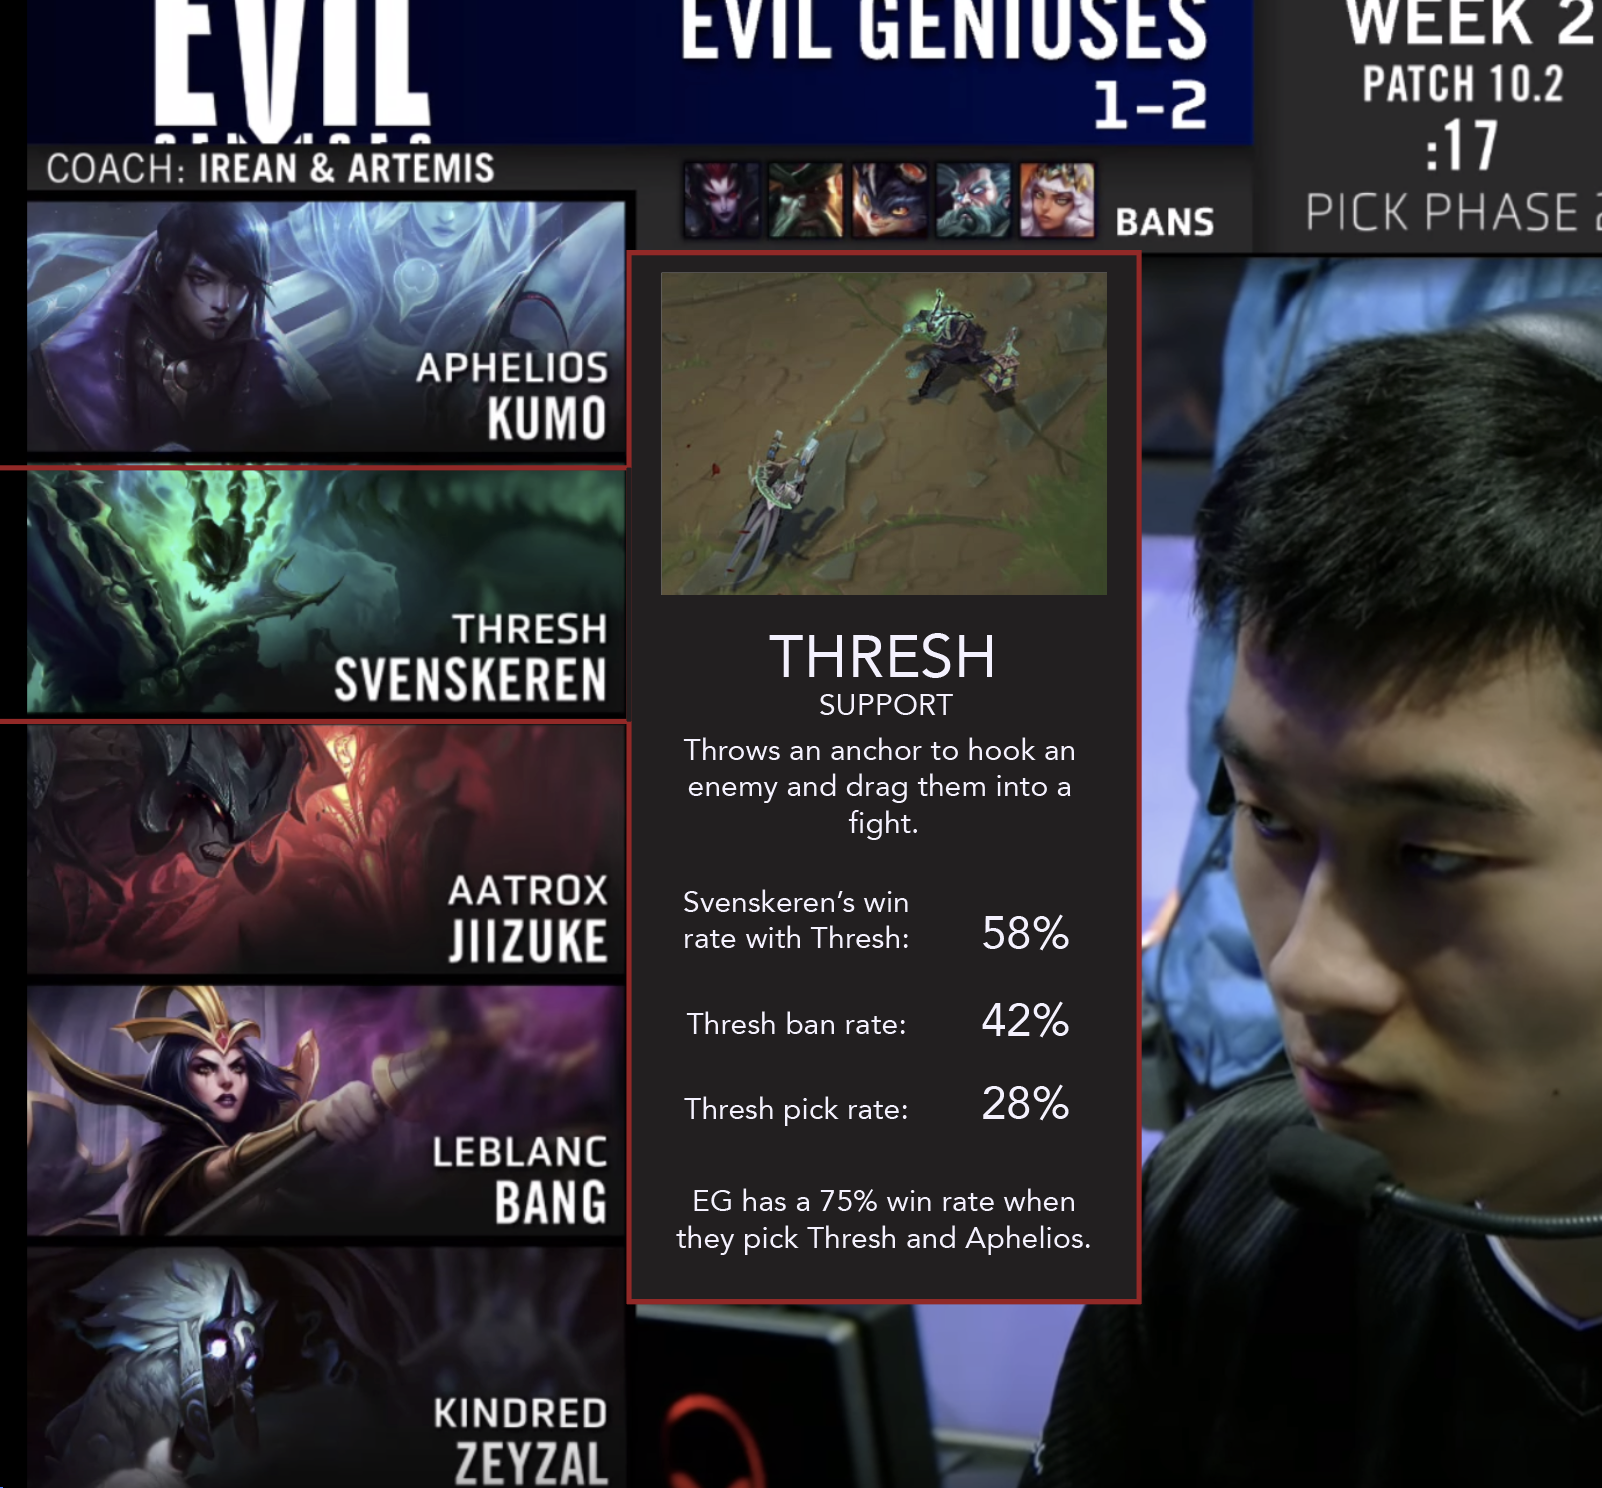 EVIL
GENIUSES
EVIL GENIUSES
1-2
WEEK 2
PATCH 10.2
:17
PICK PHASE 2
COACH: IREAN & ARTEMIS
BANS
APHELIOS
KUMO
THRESH
SVENSKEREN
AATROX
JIIZUKE
LEBLANC
BANG
KINDRED
ZEYZAL
THRESH
SUPPORT
Throws an anchor to hook an
enemy and drag them into a
fight.
Svenskeren’s win
rate with Thresh:
58%
Thresh ban rate:
42%
Thresh pick rate:
28%
EG has a 75% win rate when
they pick Thresh and Aphelios.